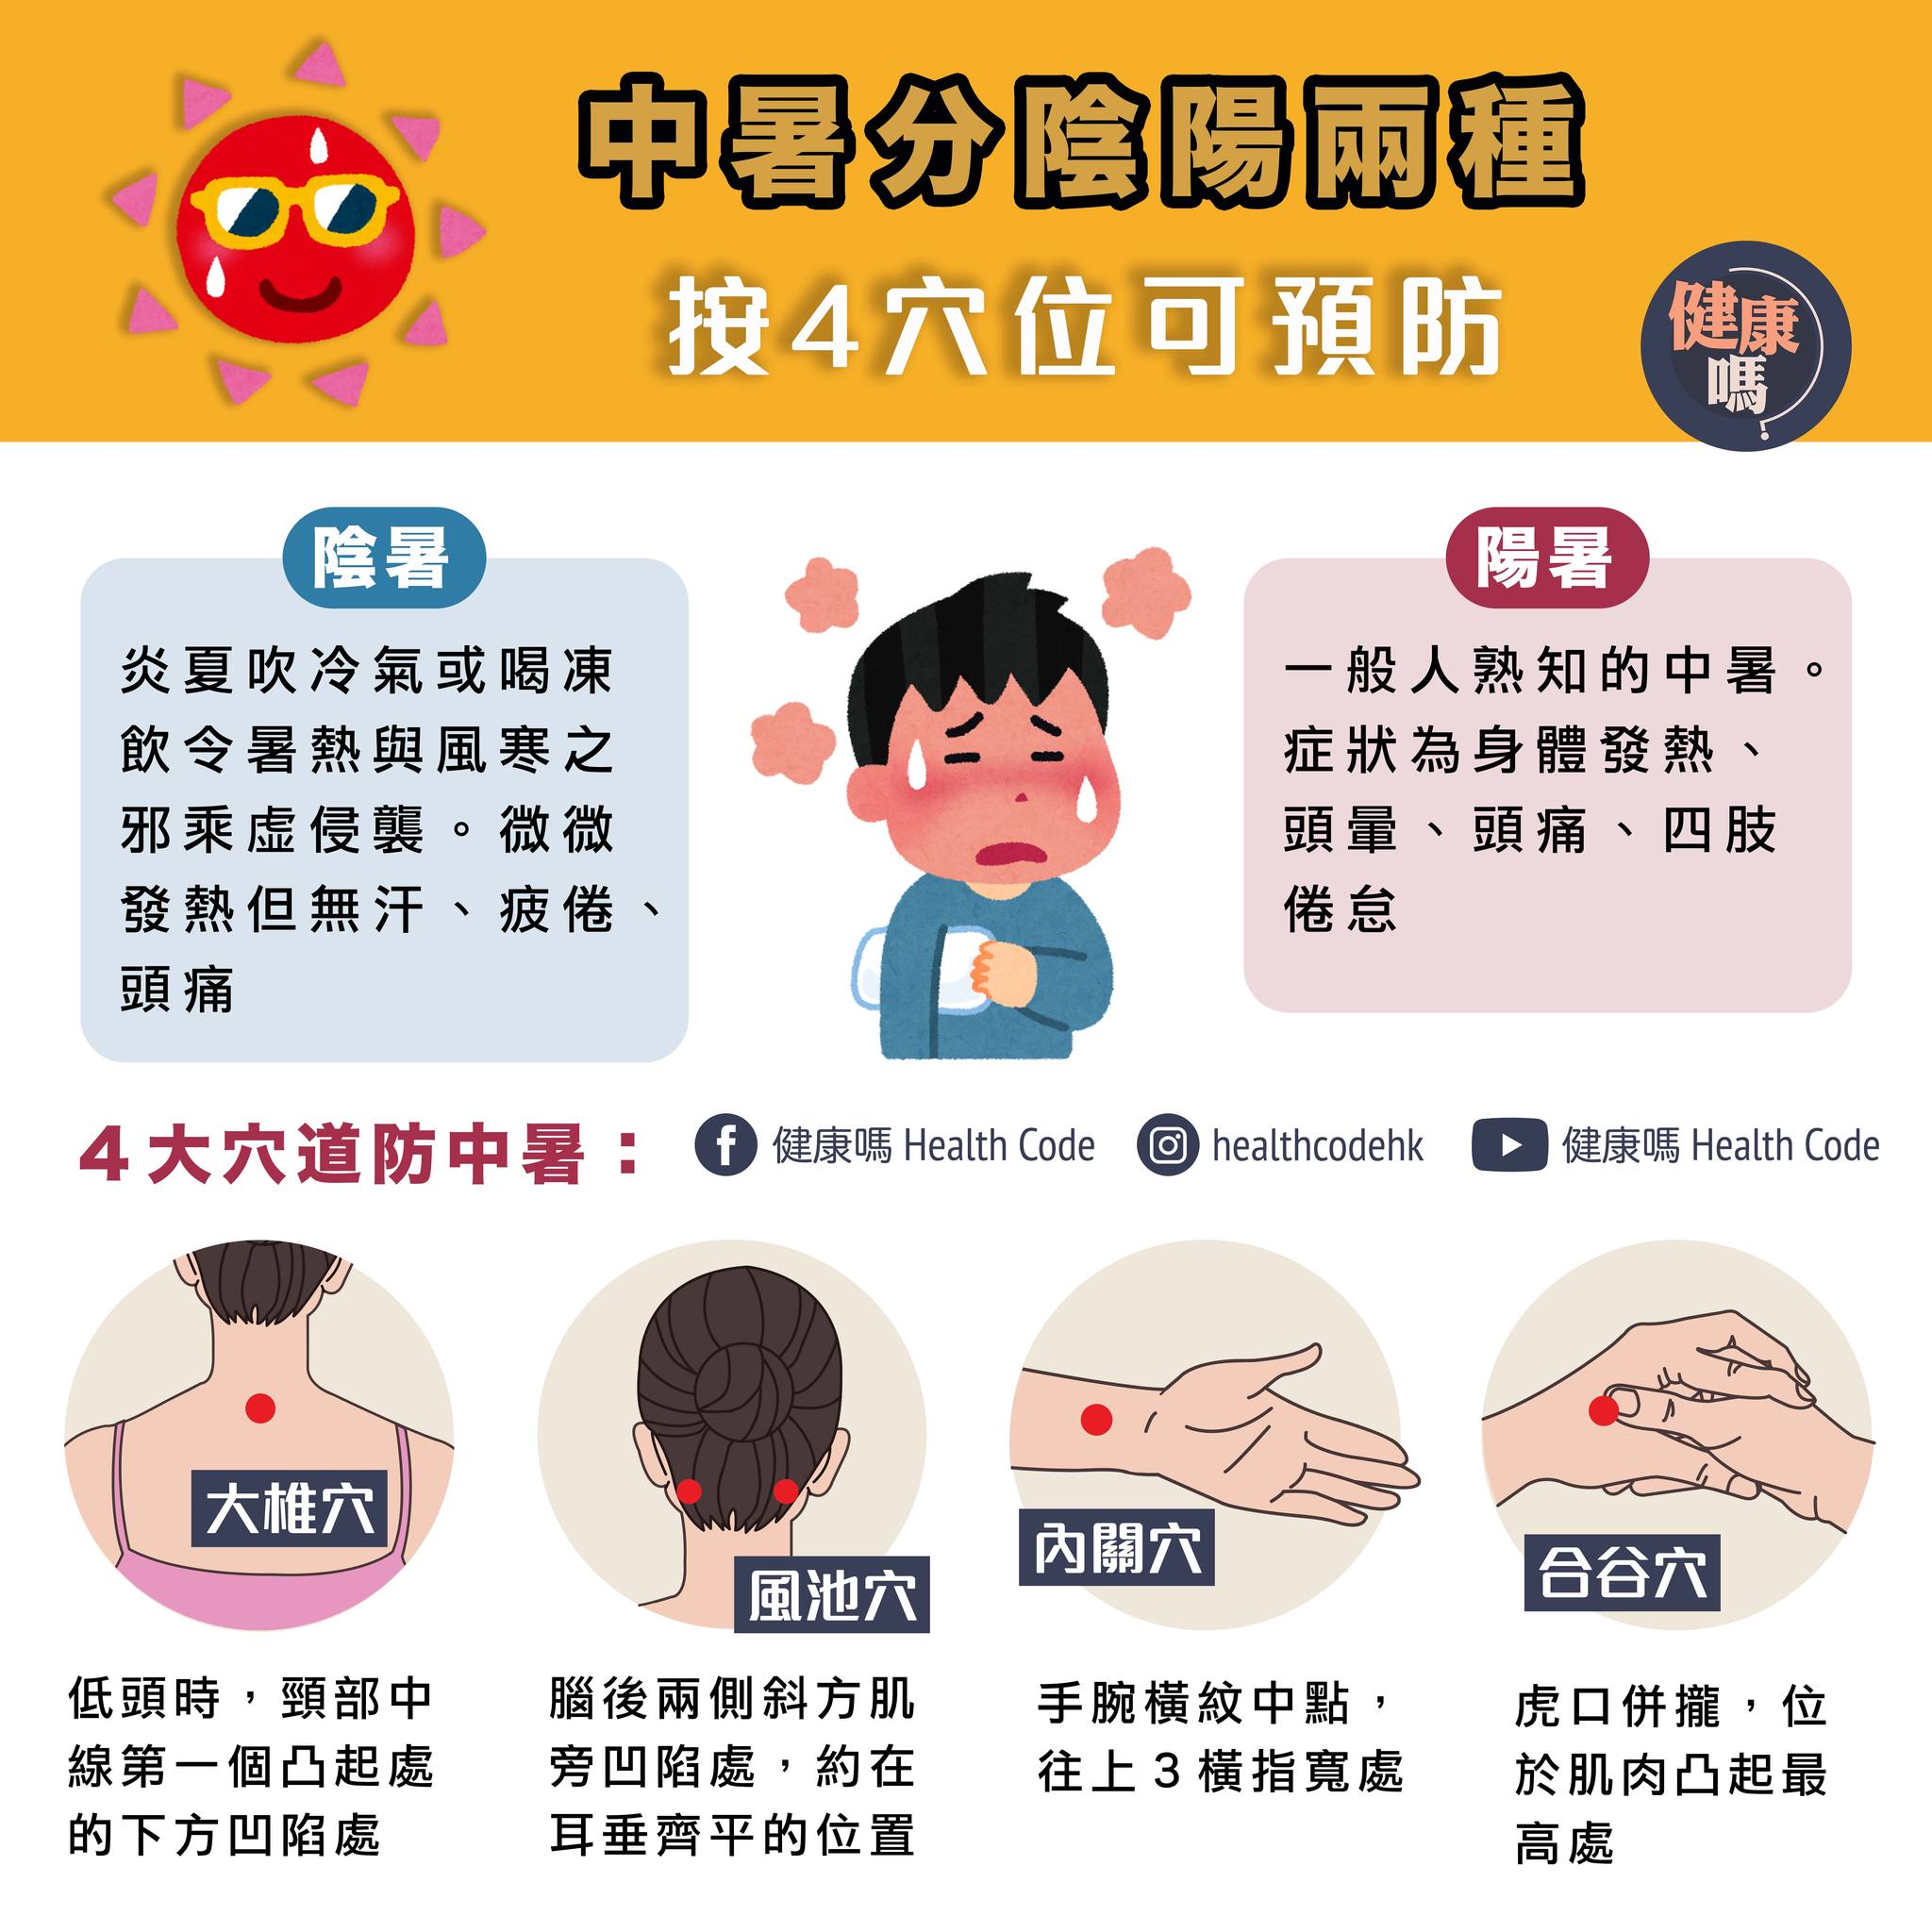 中暑分陰陽兩種
按4穴位可預防
健康
嗎?
陰暑
炎夏吹冷氣或喝凍
飲令暑熱與風寒之
邪乘虛侵襲。微微
發熱但無汗、疲倦、
頭痛
陽暑
一般人熟知的中暑。
症狀為身體發熱、
頭暈、頭痛、四肢
倦怠
4大穴道防中暑：
健康嗎 Health Code
healthcodehk
健康嗎 Health Code
大椎穴
低頭時，頸部中
線第一個凸起處
的下方凹陷處
風池穴
腦後兩側斜方肌
旁凹陷處，約在
耳垂齊平的位置
內關穴
手腕橫紋中點，
往上3橫指寬處
合谷穴
虎口併攏，位
於肌肉凸起最
高處